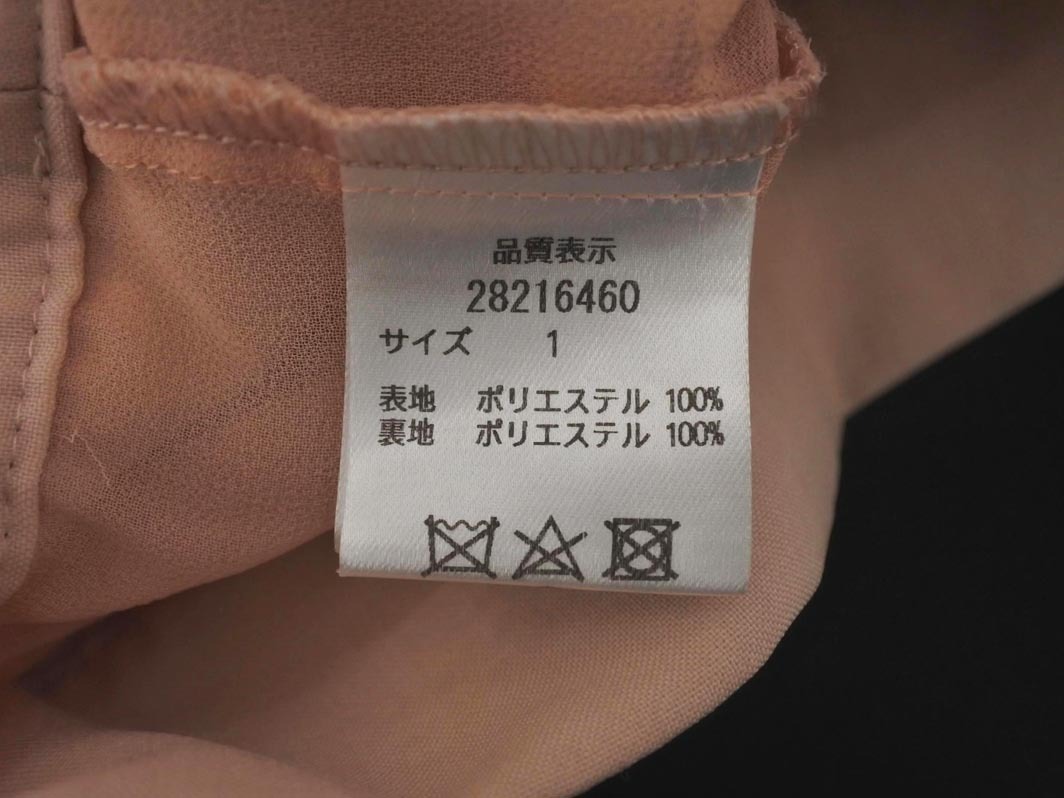 品質表示
28216460
サイズ 1
表地 ポリエステル 100%
裏地 ポリエステル 100%